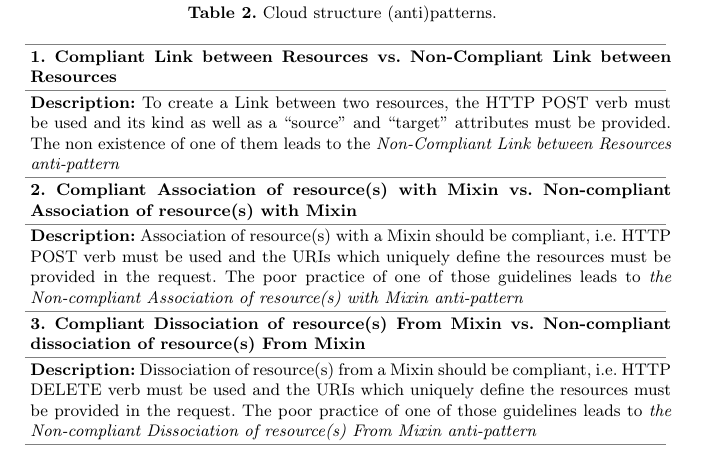 Table 2. Cloud structure (anti)patterns.
1. Compliant Link between Resources vs. Non-Compliant Link between
Resources
Description: To create a Link between two resources, the HTTP POST verb must
be used and its kind as well as a “source” and “target” attributes must be provided.
The non existence of one of them leads to the Non-Compliant Link between Resources
anti-pattern
2. Compliant Association of resource(s) with Mixin vs. Non-compliant
Association of resource(s) with Mixin
Description: Association of resource(s) with a Mixin should be compliant, i.e. HTTP
POST verb must be used and the URIs which uniquely define the resources must be
provided in the request. The poor practice of one of those guidelines leads to the
Non-compliant Association of resource(s) with Mixin anti-pattern
3. Compliant Dissociation of resource(s) From Mixin vs. Non-compliant
dissociation of resource(s) From Mixin
Description: Dissociation of resource(s) from a Mixin should be compliant, i.e. HTTP
DELETE verb must be used and the URIs which uniquely define the resources must
be provided in the request. The poor practice of one of those guidelines leads to the
Non-compliant Dissociation of resource(s) From Mixin anti-pattern